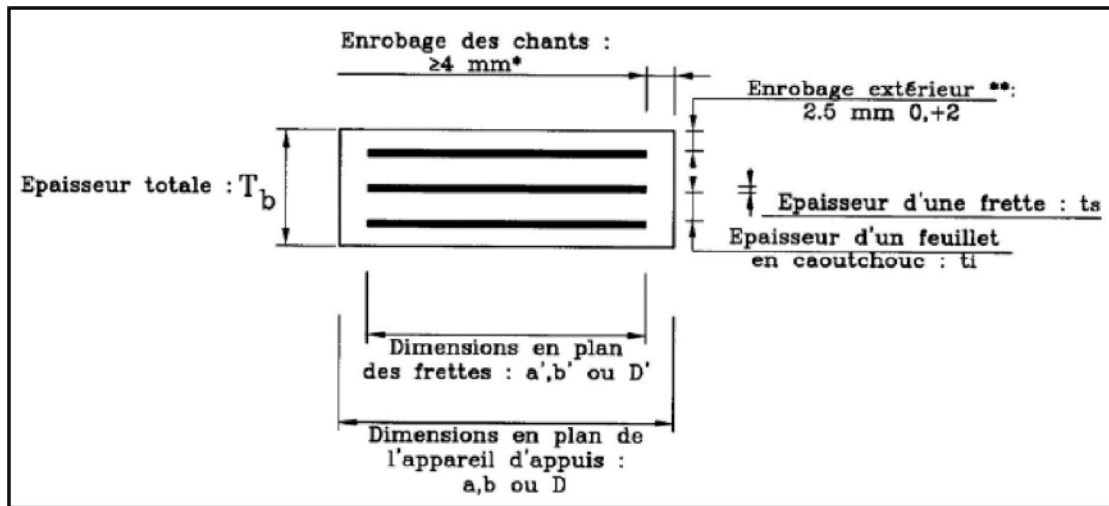 Enrobage des chants :
≥4 mm*
Enrobage extérieur **:
2.5 mm 0,+2
Epaisseur totale : Tb
Epaisseur d'une frette : ts
Epaisseur d'un feuillet
en caoutchouc : ti
Dimensions en plan
des frettes : a',b' ou D'
Dimensions en plan de
l'appareil d'appuis :
a,b ou D